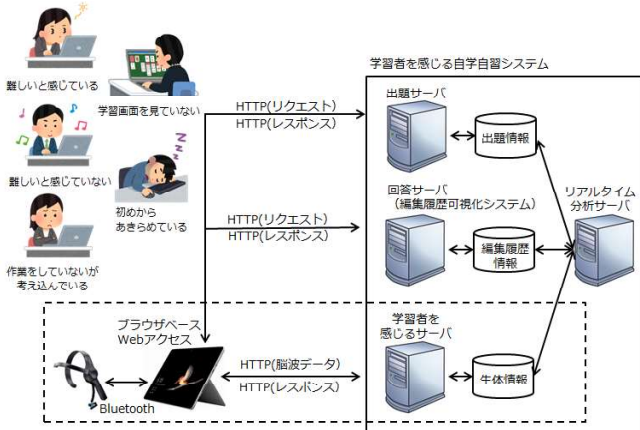 難しいと感じている
学習画面を見ていない
難しいと感じていない
初めから
あきらめている
作業をしていないが
考え込んでいる
学習者を感じる自学自習システム
出題サーバ
出題情報
HTTP(リクエスト)
HTTP(レスポンス)
回答サーバ
(編集履歴可視化システム)
編集履歴
情報
リアルタイム
分析サーバ
HTTP(リクエスト)
HTTP(レスポンス)
ブラウザベース
Webアクセス
学習者を
感じるサーバ
HTTP(脳波データ)
HTTP(レスポンス)
生体情報
Bluetooth